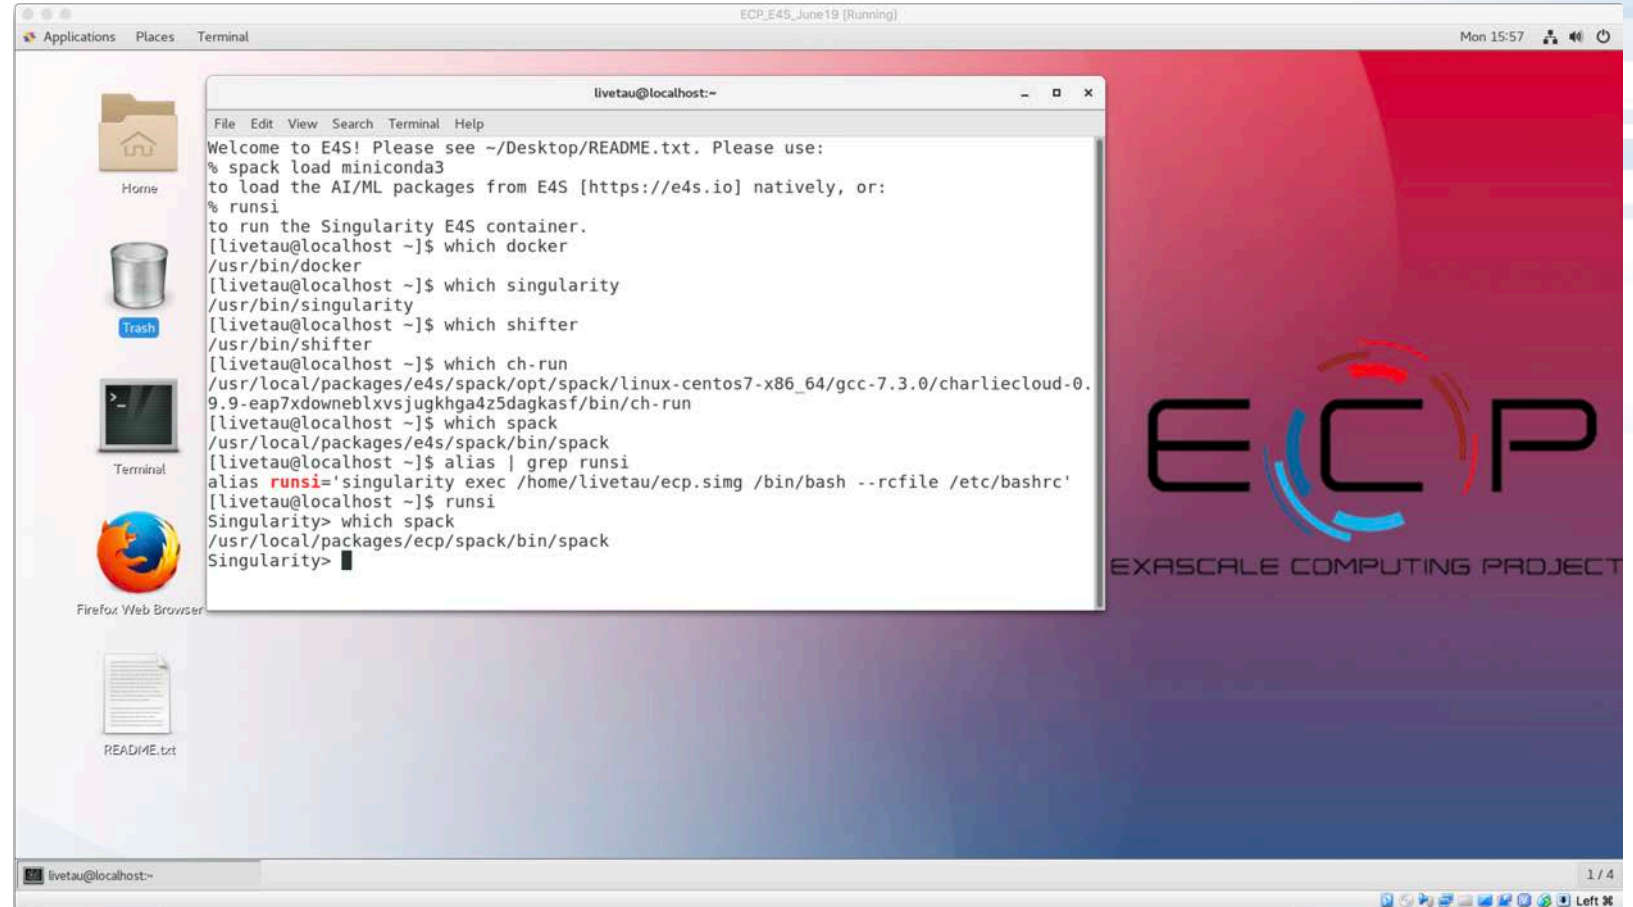 ECP_E4S_June19 [Running]
Applications Places Terminal
Mon 15:57
livetau@localhost:~
File Edit View Search Terminal Help
Welcome to E4S! Please see ~/Desktop/README.txt. Please use:
% spack load miniconda3
to load the AI/ML packages from E4S [https://e4s.io] natively, or:
% runsi
to run the Singularity E4S container.
[livetau@localhost ~]$ which docker
/usr/bin/docker
[livetau@localhost ~]$ which singularity
/usr/bin/singularity
[livetau@localhost ~]$ which shifter
/usr/bin/shifter
[livetau@localhost ~]$ which ch-run
/usr/local/packages/e4s/spack/opt/spack/linux-centos7-x86_64/gcc-7.3.0/charliecloud-0.
9.9-eap7xdowneblxvsjugkhga4z5dagkasf/bin/ch-run
[livetau@localhost ~]$ which spack
/usr/local/packages/e4s/spack/bin/spack
[livetau@localhost ~]$ alias | grep runsi
alias runsi='singularity exec /home/livetau/ecp.simg /bin/bash --rcfile /etc/bashrc'
[livetau@localhost ~]$ runsi
Singularity> which spack
/usr/local/packages/ecp/spack/bin/spack
Singularity>
Home
Trash
Terminal
Firefox Web Browser
README.txt
ECP
EXASCALE COMPUTING PROJECT
livetau@localhost:~
1 / 4
Left ⌘